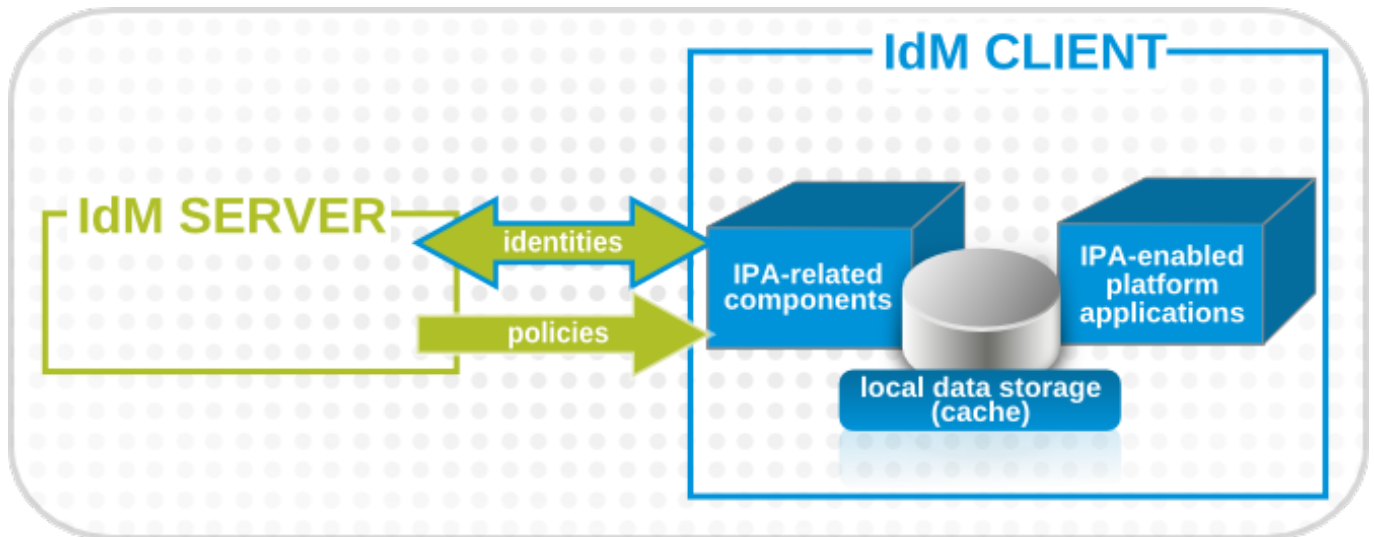 IdM CLIENT
IdM SERVER
identities
policies
IPA-related
components
IPA-enabled
platform
applications
local data storage
(cache)